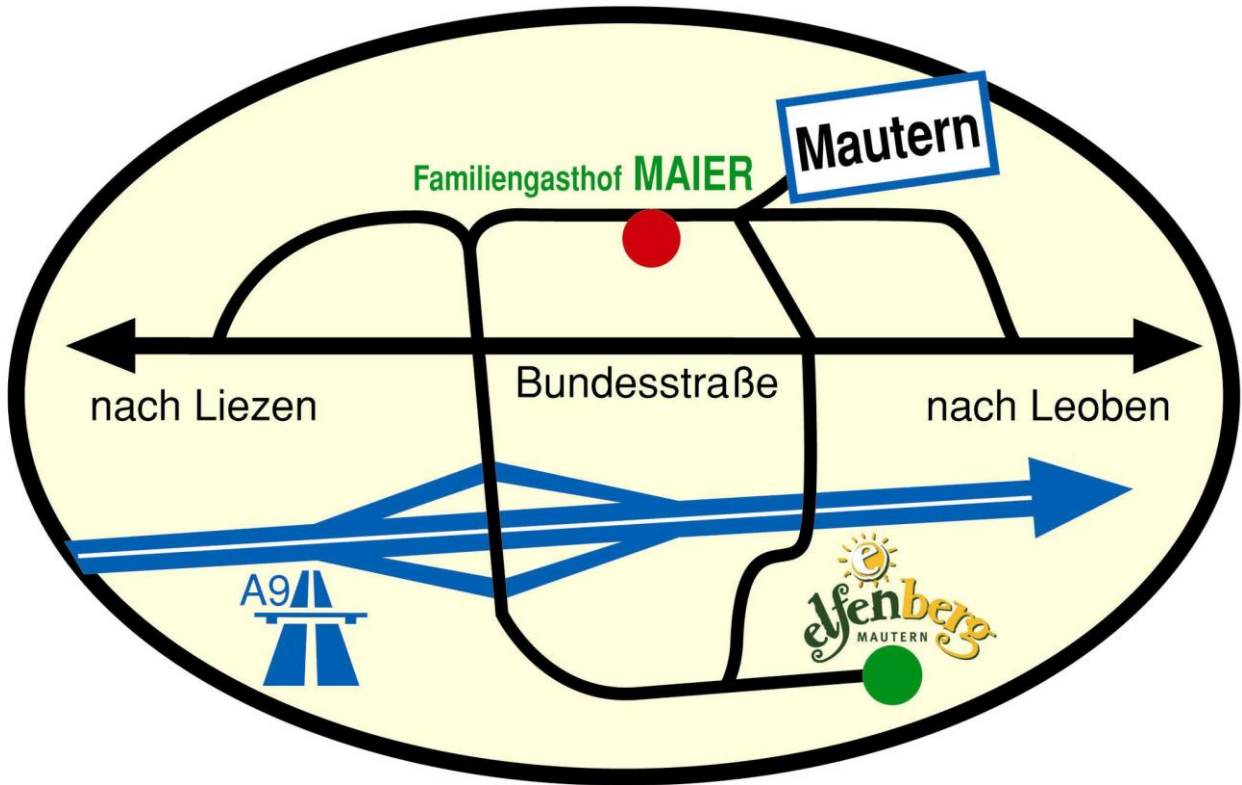 Mautern
Familiengasthof MAIER
Bundesstraße
nach Liezen
nach Leoben
A9
e
elfenberg
MAUTERN